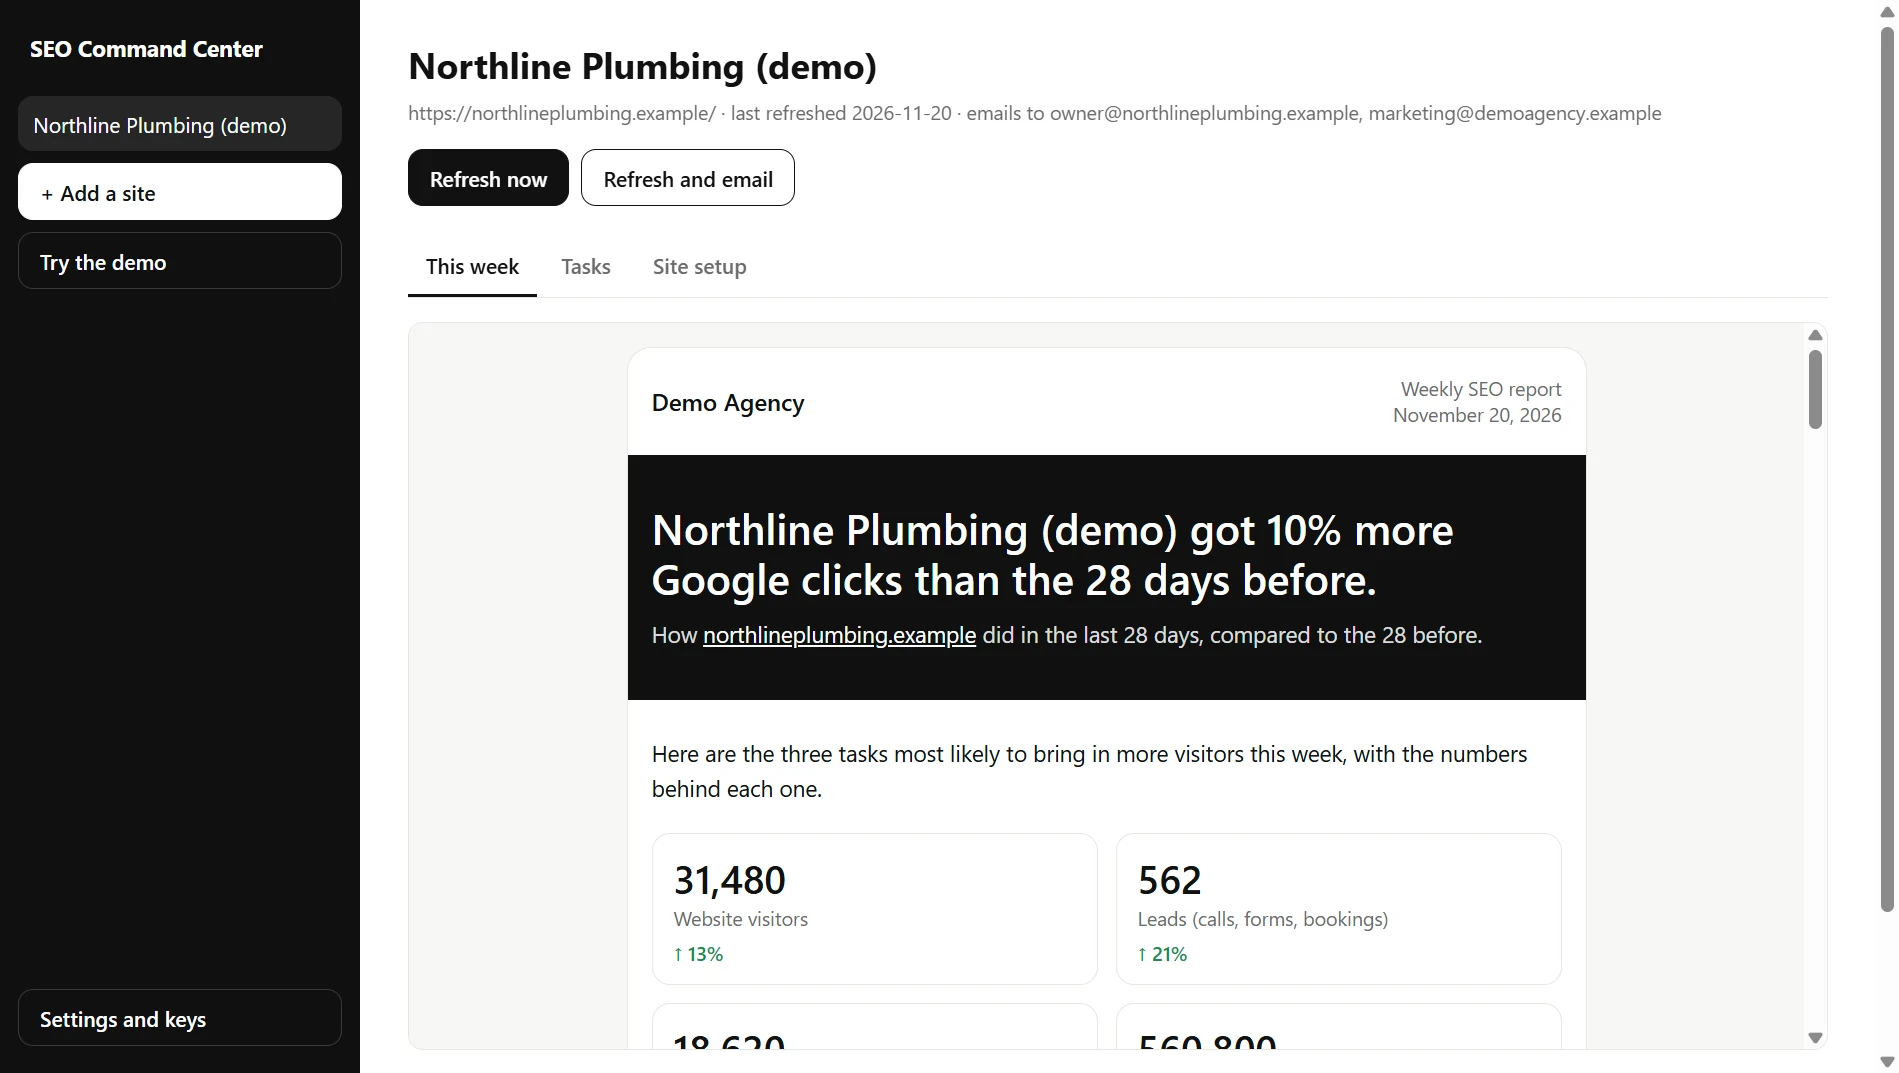 SEO Command Center
Northline Plumbing (demo)
+ Add a site
Try the demo
Settings and keys
Northline Plumbing (demo)
https://northlineplumbing.example/ · last refreshed 2026-11-20 · emails to owner@northlineplumbing.example, marketing@demoagency.example
Refresh now
Refresh and email
This week
Tasks
Site setup
Demo Agency
Weekly SEO report
November 20, 2026
Northline Plumbing (demo) got 10% more
Google clicks than the 28 days before.
How northlineplumbing.example did in the last 28 days, compared to the 28 before.
Here are the three tasks most likely to bring in more visitors this week, with the numbers
behind each one.
31,480
Website visitors
↑ 13%
562
Leads (calls, forms, bookings)
↑ 21%
18,620
560,800